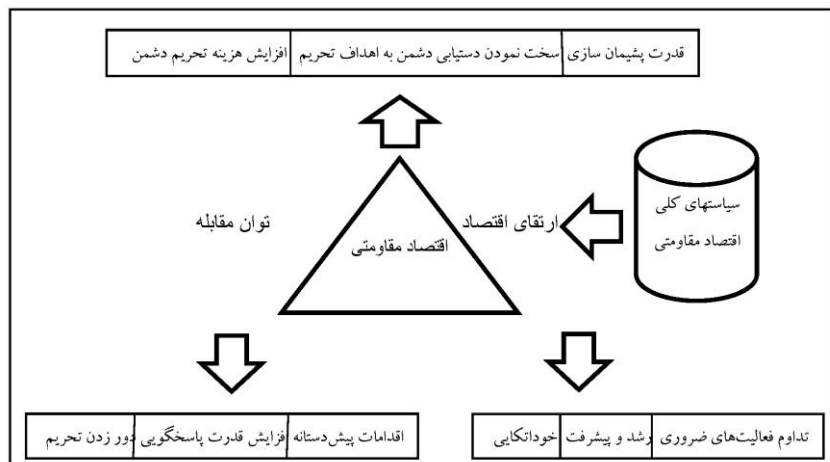 قدرت پشیمان سازی سخت نمودن دستیابی دشمن به اهداف تحریم افزایش هزینه تحریم دشمن
سیاستهای کلی
اقتصاد مقاومتی
ارتقای اقتصاد
توان مقابله
اقتصاد مقاومتی
تداوم فعالیت‌های ضروری رشد و پیشرفت خوداتکایی
اقدامات پیش‌دستانه افزایش قدرت پاسخگویی دور زدن تحریم